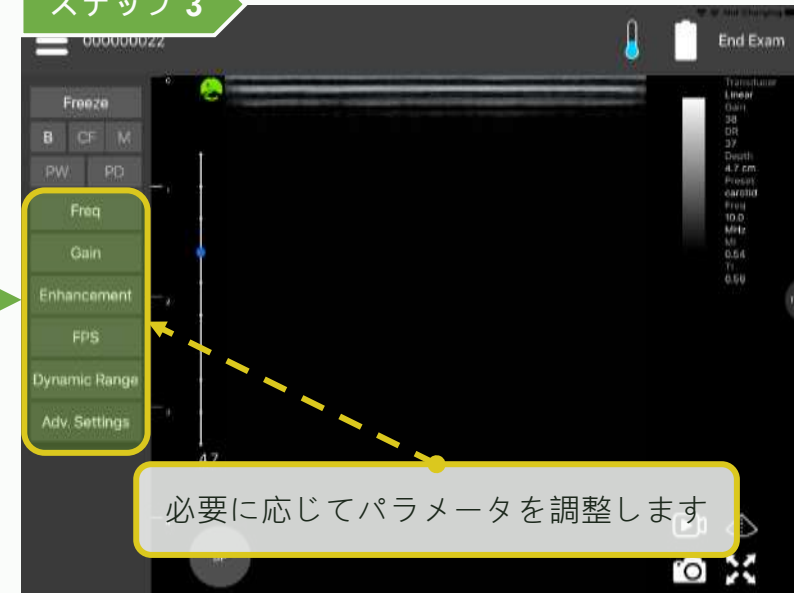 ステップ 3
000000022
End Exam
Freeze
B CF M
PW PD
Freq
Gain
Enhancement
FPS
Dynamic Range
Adv. Settings
4.7
Transducer
Linear
Gain
38
DR
37
Depth
4.7 cm
Preset
carotid
Freq
10.0
MHz
MI
0.54
TI
必要に応じてパラメータを調整します